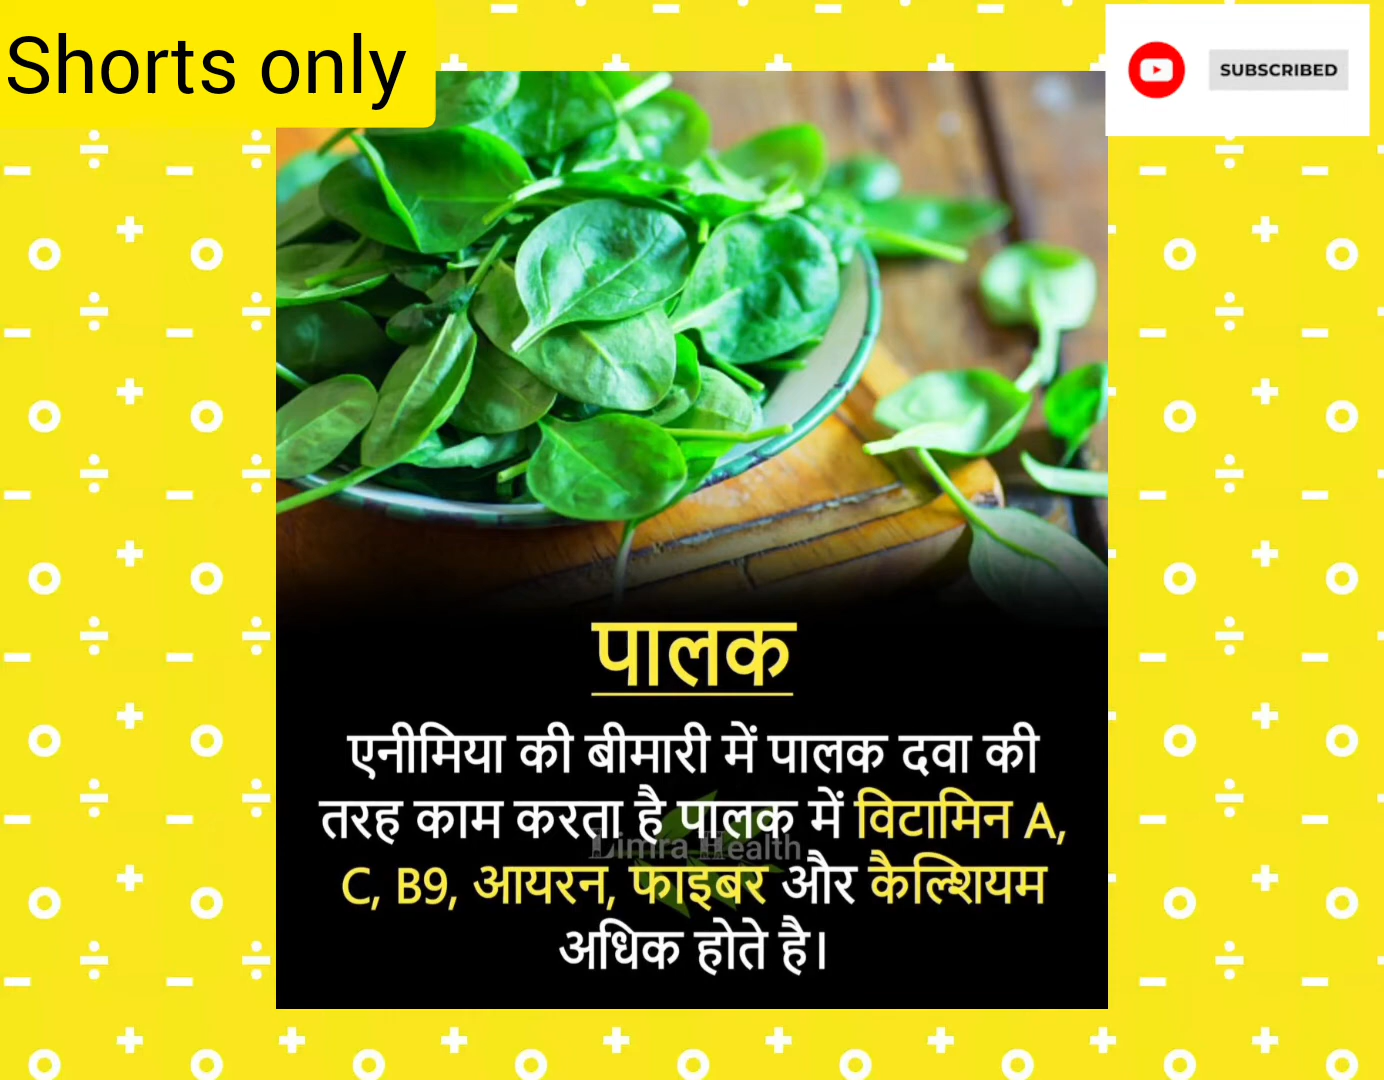 Shorts only
SUBSCRIBED
पालक
एनीमिया की बीमारी में पालक दवा की
तरह काम करता है पालक में विटामिन A,
Limra Health
C, B9, आयरन, फाइबर और कैल्शियम
अधिक होते है।